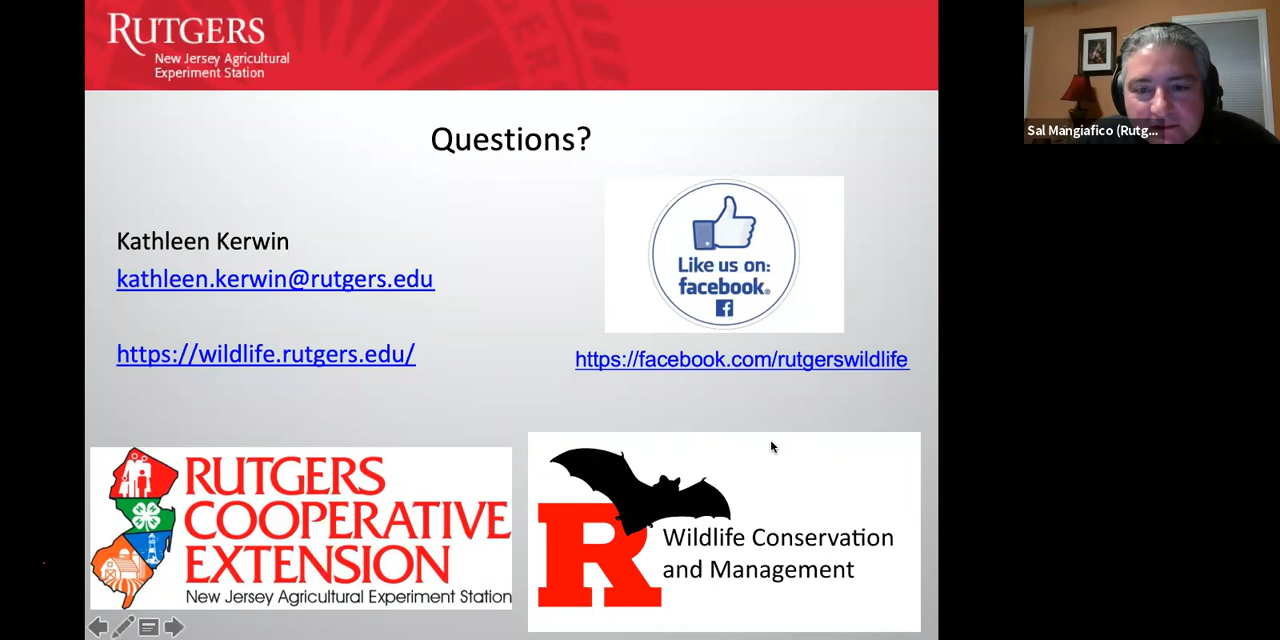 RUTGERS
New Jersey Agricultural
Experiment Station
Sal Mangiafico (Rutg...
Questions?
Kathleen Kerwin
kathleen.kerwin@rutgers.edu
https://wildlife.rutgers.edu/
Like us on:
facebook®
f
https://facebook.com/rutgerswildlife
RUTGERS
COOPERATIVE
EXTENSION
New Jersey Agricultural Experiment Station
R
Wildlife Conservation
and Management